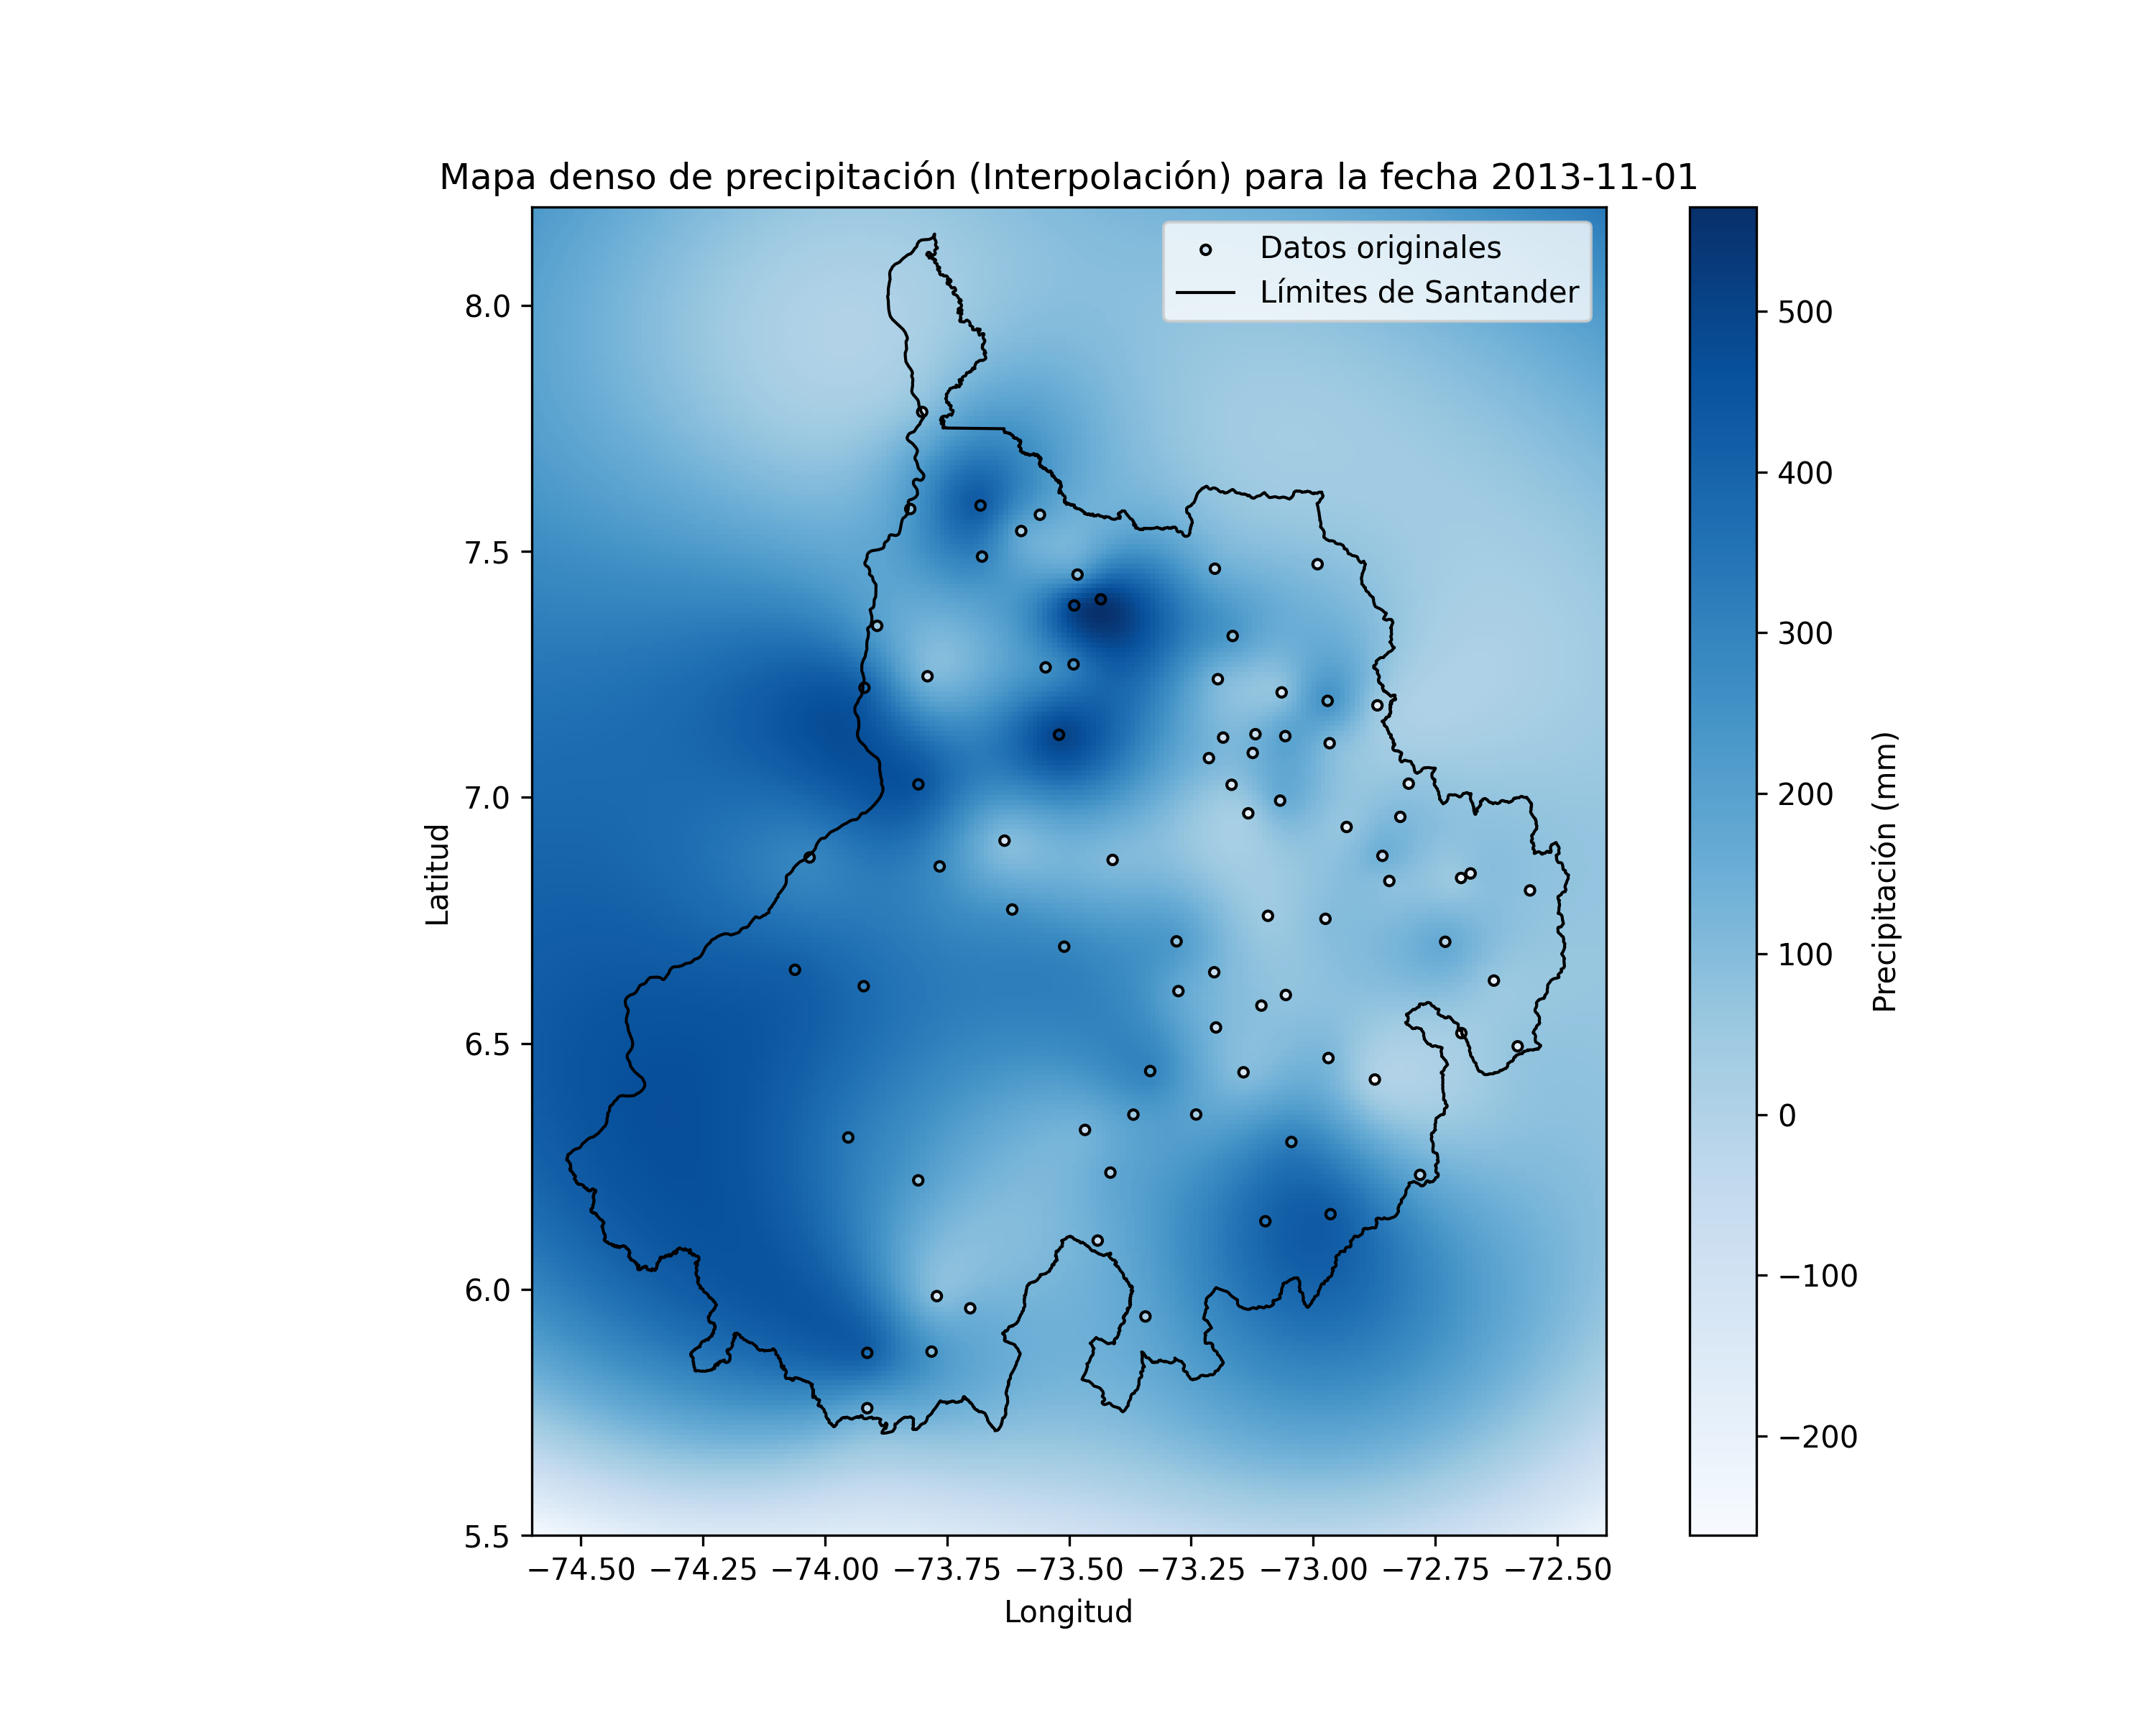 Mapa denso de precipitación (Interpolación) para la fecha 2013-11-01
Datos originales
Límites de Santander
8.0
7.5
7.0
6.5
6.0
5.5
Latitud
−74.50 −74.25 −74.00 −73.75 −73.50 −73.25 −73.00 −72.75 −72.50
Longitud
500
400
300
200
100
0
−100
−200
Precipitación (mm)